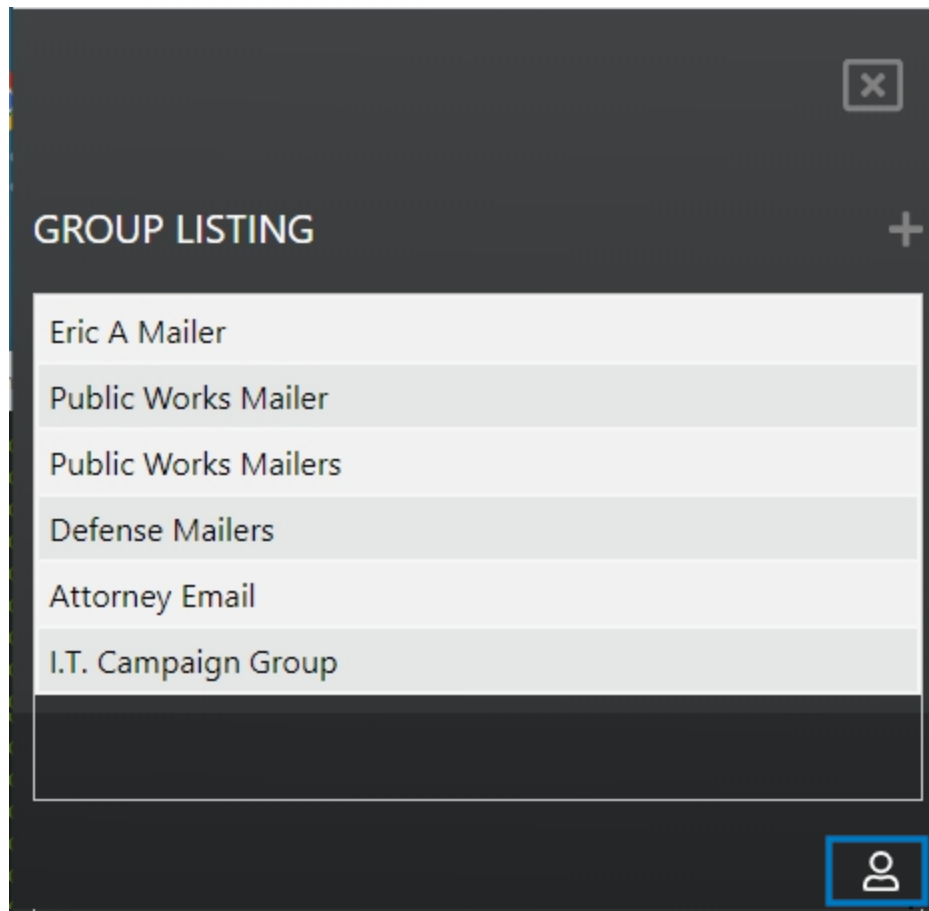 GROUP LISTING
Eric A Mailer
Public Works Mailer
Public Works Mailers
Defense Mailers
Attorney Email
I.T. Campaign Group